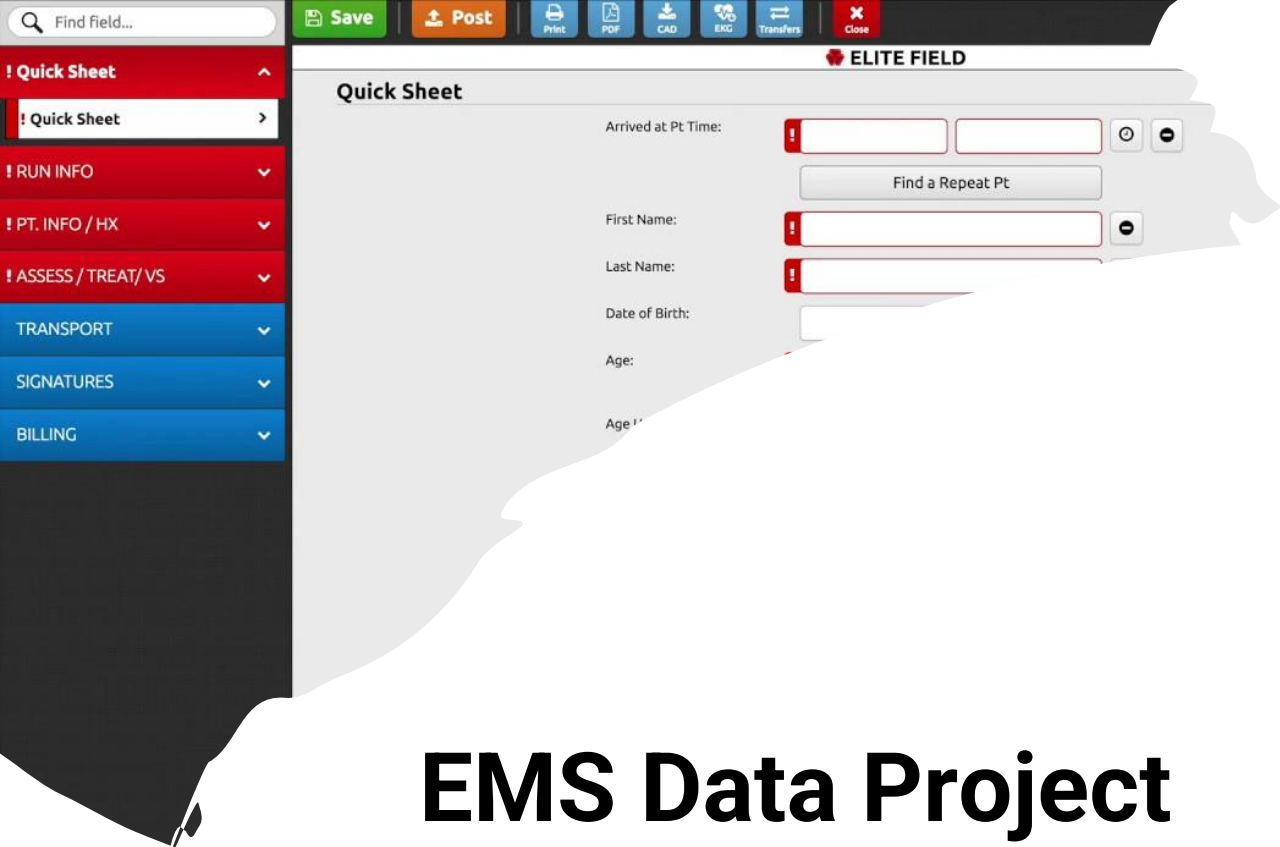 Find field...
Save
Post
Print
PDF
CAD
EKG
Transfers
Close
ELITE FIELD
! Quick Sheet
! Quick Sheet
! RUN INFO
! PT. INFO / HX
! ASSESS / TREAT/ VS
TRANSPORT
SIGNATURES
BILLING
Quick Sheet
Arrived at Pt Time:
!
Find a Repeat Pt
First Name:
!
Last Name:
!
Date of Birth:
Age:
Age
EMS Data Project